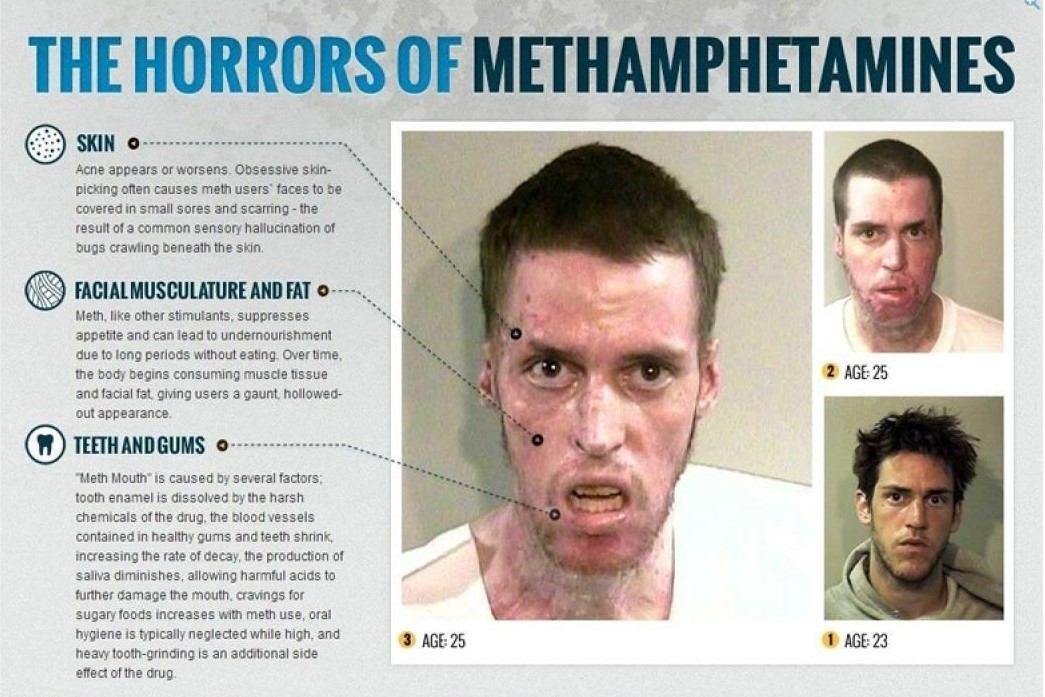 THE HORRORS OF METHAMPHETAMINES
SKIN
Acne appears or worsens. Obsessive skin-
picking often causes meth users' faces to be
covered in small sores and scarring - the
result of a common sensory hallucination of
bugs crawling beneath the skin.
FACIAL MUSCULATURE AND FAT
Meth, like other stimulants, suppresses
appetite and can lead to undernourishment
due to long periods without eating. Over time,
the body begins consuming muscle tissue
and facial fat, giving users a gaunt, hollowed-
out appearance.
TEETH AND GUMS
"Meth Mouth" is caused by several factors;
tooth enamel is dissolved by the harsh
chemicals of the drug, the blood vessels
contained in healthy gums and teeth shrink,
increasing the rate of decay, the production of
saliva diminishes, allowing harmful acids to
further damage the mouth, cravings for
sugary foods increases with meth use, oral
hygiene is typically neglected while high, and
heavy tooth-grinding is an additional side
effect of the drug.
3 AGE: 25
2 AGE: 25
1 AGE: 23